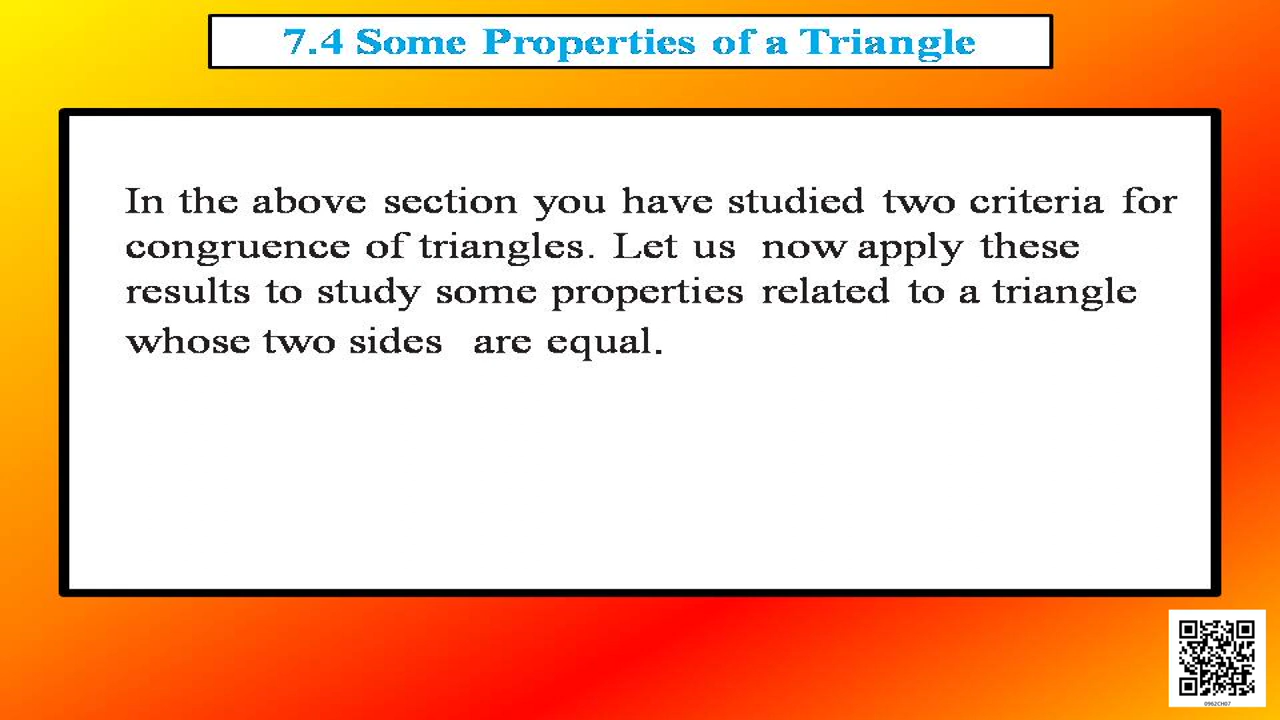 7.4 Some Properties of a Triangle
In the above section you have studied two criteria for
congruence of triangles. Let us now apply these
results to study some properties related to a triangle
whose two sides are equal.
0962CH07